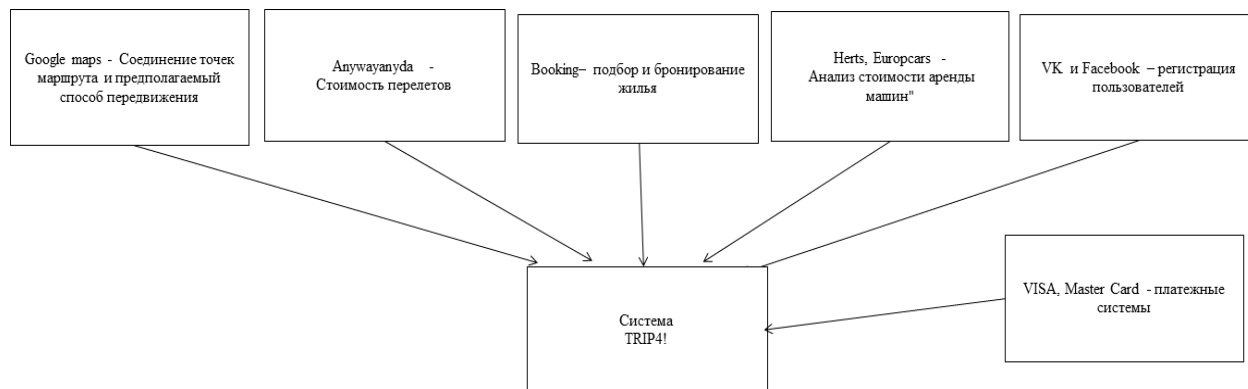 Google maps - Соединение точек
маршрута и предполагаемый
способ передвижения
Anywayanyda -
Стоимость перелетов
Booking– подбор и бронирование
жилья
Herts, Europcars -
Анализ стоимости аренды
машин"
VK и Facebook – регистрация
пользователей
VISA, Master Card - платежные
системы
Система
TRIP4!